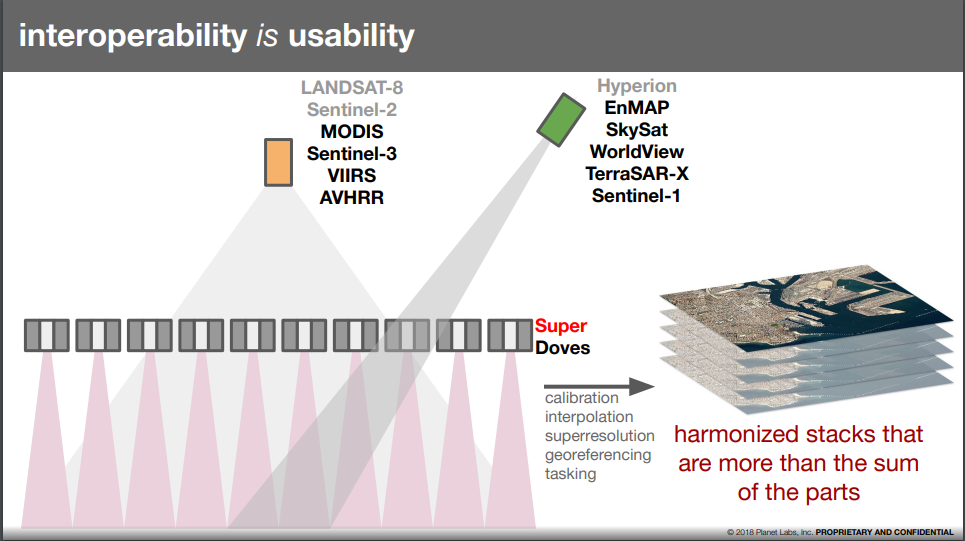 interoperability is usability
LANDSAT-8
Sentinel-2
MODIS
Sentinel-3
VIIRS
AVHRR
Hyperion
EnMAP
SkySat
WorldView
TerraSAR-X
Sentinel-1
Super
Doves
calibration
interpolation
superresolution
georeferencing
tasking
harmonized stacks that
are more than the sum
of the parts
© 2018 Planet Labs, Inc. PROPRIETARY AND CONFIDENTIAL